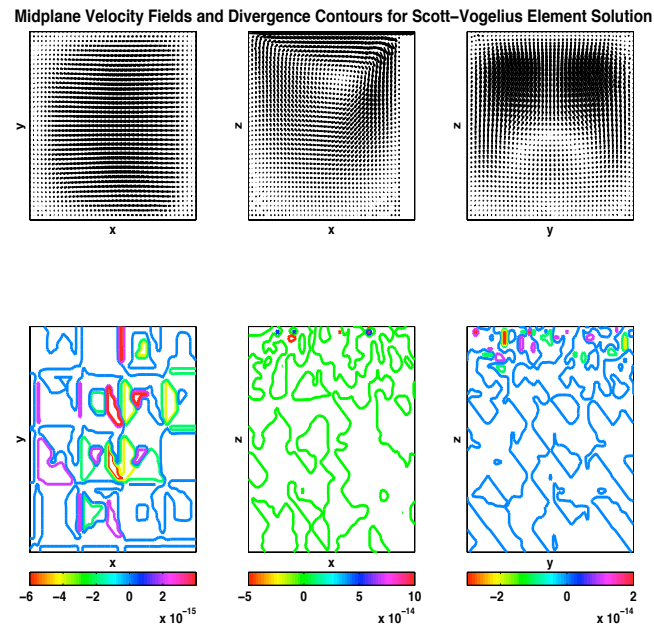 Midplane Velocity Fields and Divergence Contours for Scott−Vogelius Element Solution
y z z
x x y
y z z
x x y
−6 −4 −2 0 2 −5 0 5 10 −2 0 2
x 10^−15 x 10^−14 x 10^−14